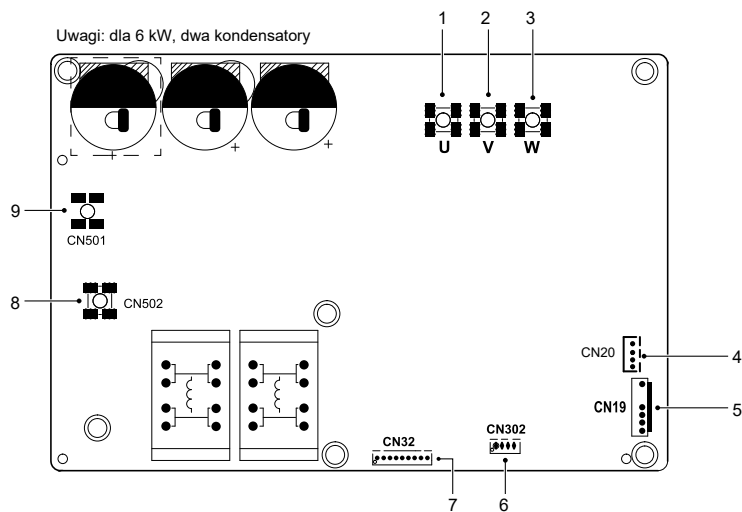 Uwagi: dla 6 kW, dwa kondensatory
1 2 3
U V W
9
CN501
8
CN502
CN20
4
CN19
5
CN32
CN302
7
6